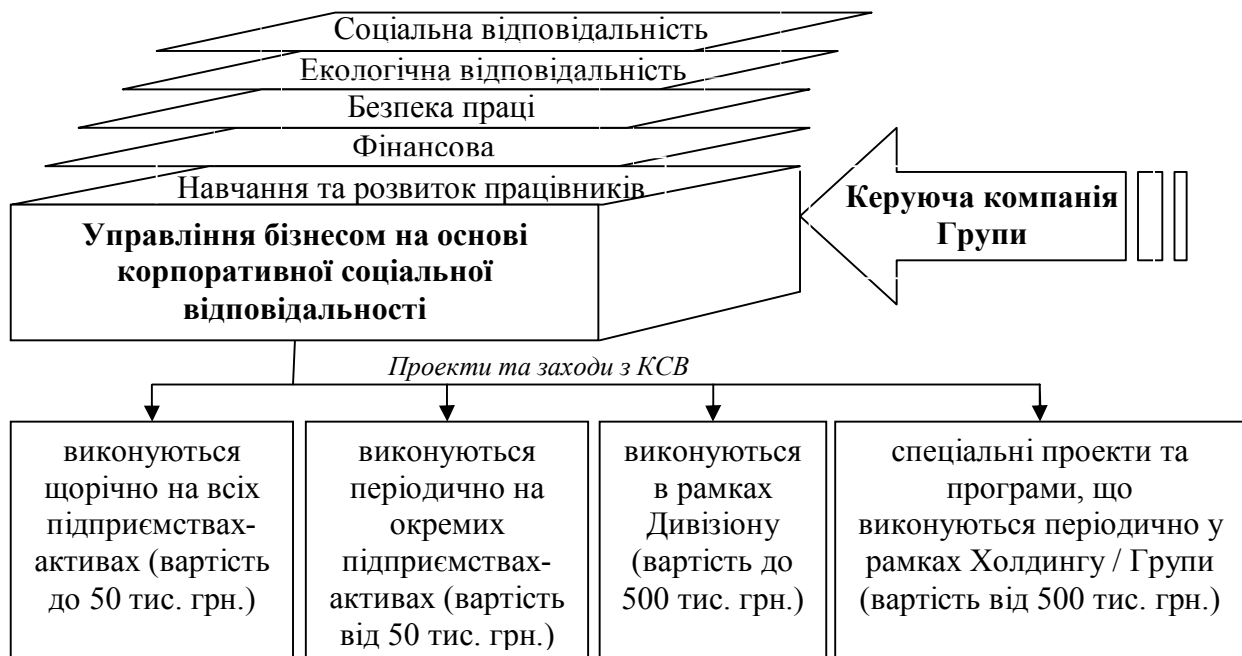 Соціальна відповідальність
Екологічна відповідальність
Безпека праці
Фінансова
Навчання та розвиток працівників
Управління бізнесом на основі
корпоративної соціальної
відповідальності
Керуюча компанія
Групи
Проекти та заходи з КСВ
виконуються
щорічно на всіх
підприємствах-
активах (вартість
до 50 тис. грн.)
виконуються
періодично на
окремих
підприємствах-
активах (вартість
від 50 тис. грн.)
виконуються
в рамках
Дивізіону
(вартість до
500 тис. грн.)
спеціальні проекти та
програми, що
виконуються періодично у
рамках Холдингу / Групи
(вартість від 500 тис. грн.)